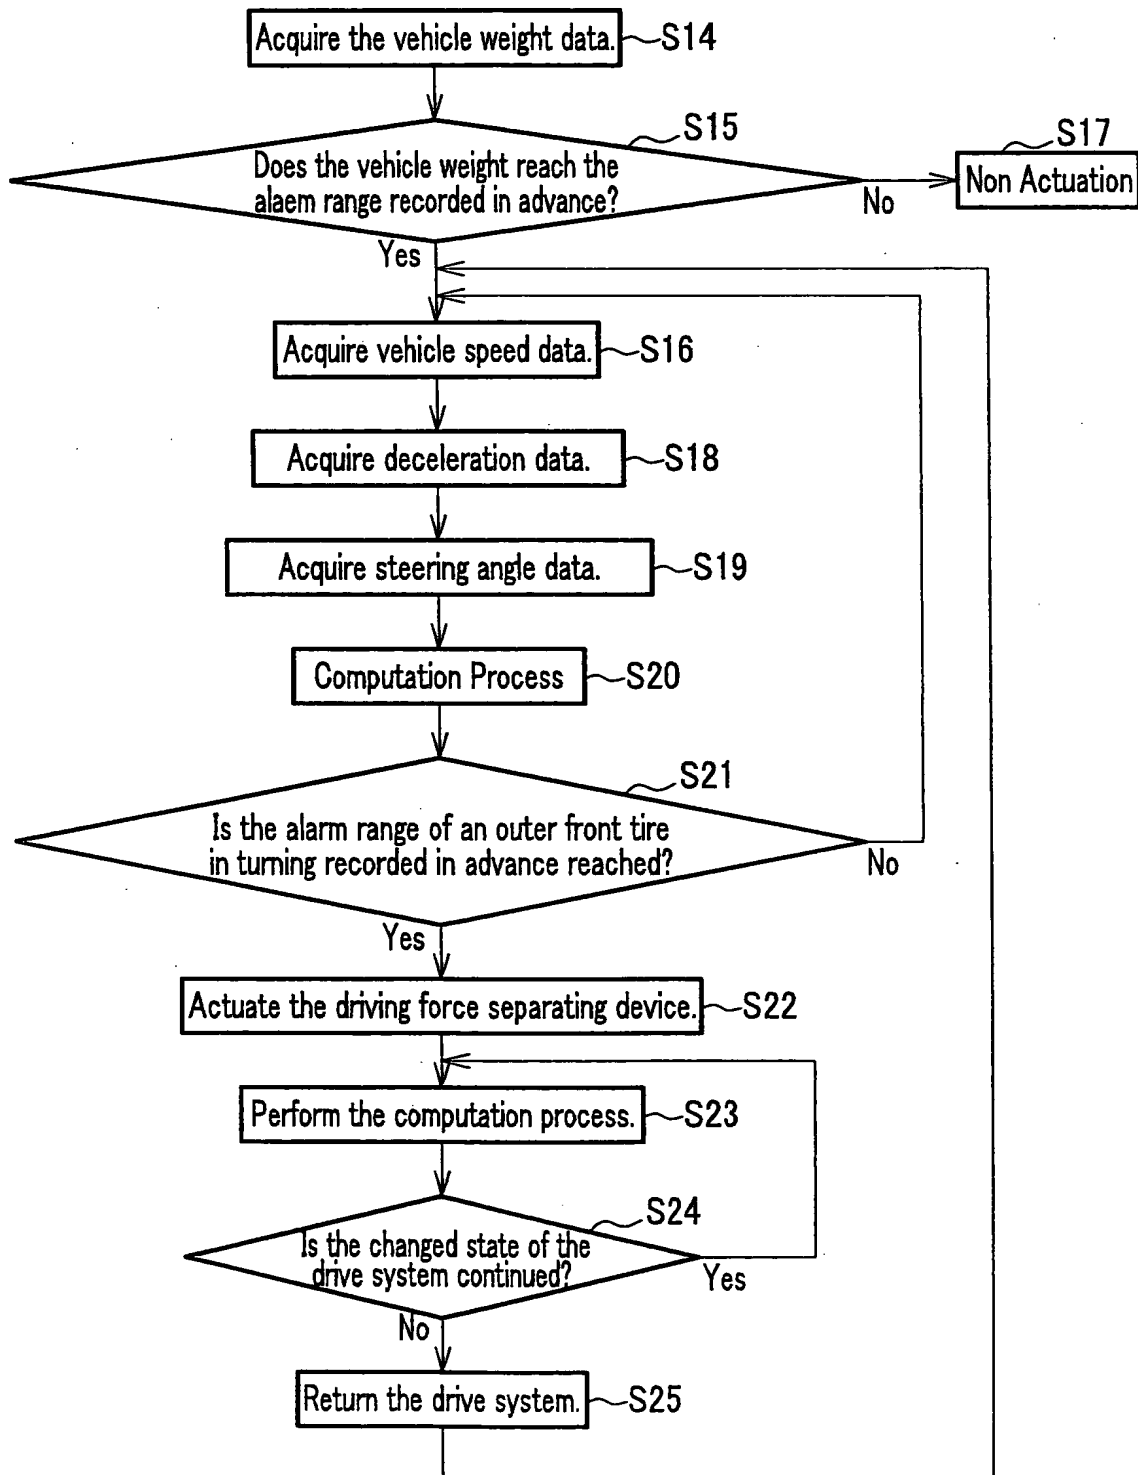 Acquire the vehicle weight data.
S14
S15
Does the vehicle weight reach the
alaem range recorded in advance?
S17
Non Actuation
No
Yes
Acquire vehicle speed data.
S16
Acquire deceleration data.
S18
Acquire steering angle data.
S19
Computation Process
S20
S21
Is the alarm range of an outer front tire
in turning recorded in advance reached?
No
Yes
Actuate the driving force separating device.
S22
Perform the computation process.
S23
S24
Is the changed state of the
drive system continued?
Yes
No
Return the drive system.
S25